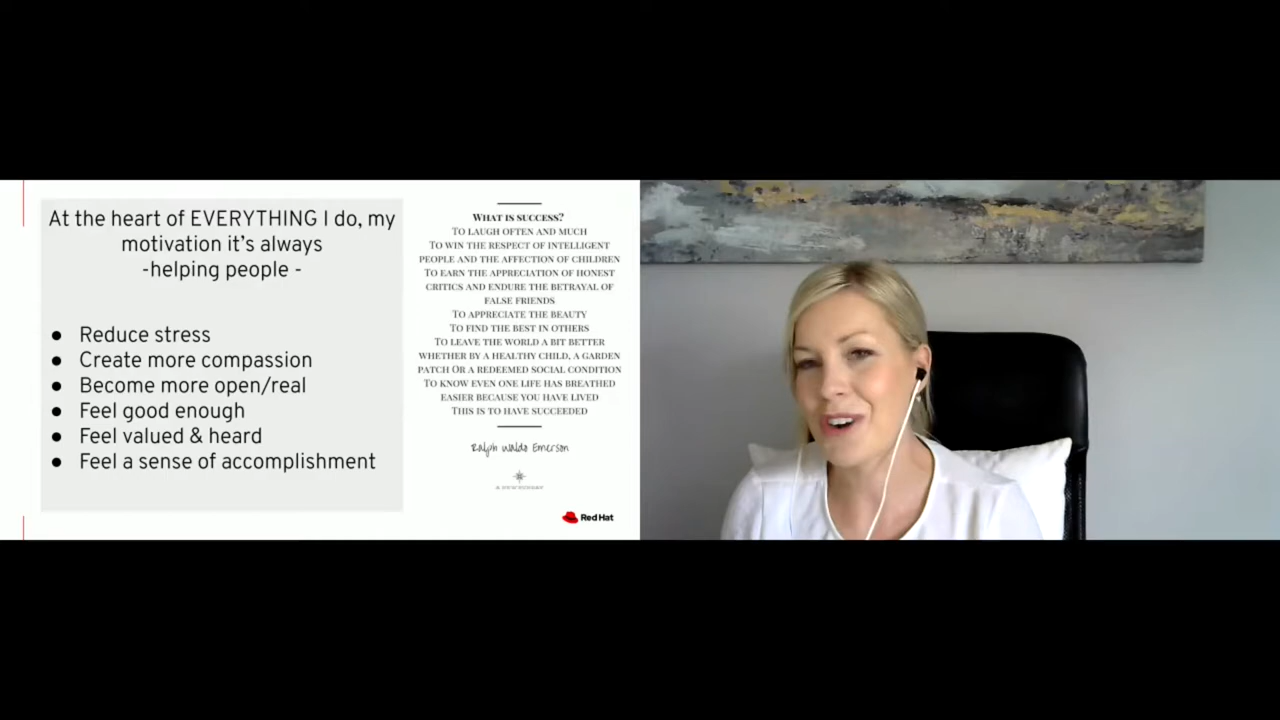 At the heart of EVERYTHING I do, my
motivation it's always
-helping people -
● Reduce stress
● Create more compassion
● Become more open/real
● Feel good enough
● Feel valued & heard
● Feel a sense of accomplishment
WHAT IS SUCCESS?
TO LAUGH OFTEN AND MUCH
TO WIN THE RESPECT OF INTELLIGENT
PEOPLE AND THE AFFECTION OF CHILDREN
TO EARN THE APPRECIATION OF HONEST
CRITICS AND ENDURE THE BETRAYAL OF
FALSE FRIENDS
TO APPRECIATE THE BEAUTY
TO FIND THE BEST IN OTHERS
TO LEAVE THE WORLD A BIT BETTER
WHETHER BY A HEALTHY CHILD, A GARDEN
PATCH OR A REDEEMED SOCIAL CONDITION
TO KNOW EVEN ONE LIFE HAS BREATHED
EASIER BECAUSE YOU HAVE LIVED
THIS IS TO HAVE SUCCEEDED
Ralph Waldo Emerson
A NEW
Red Hat